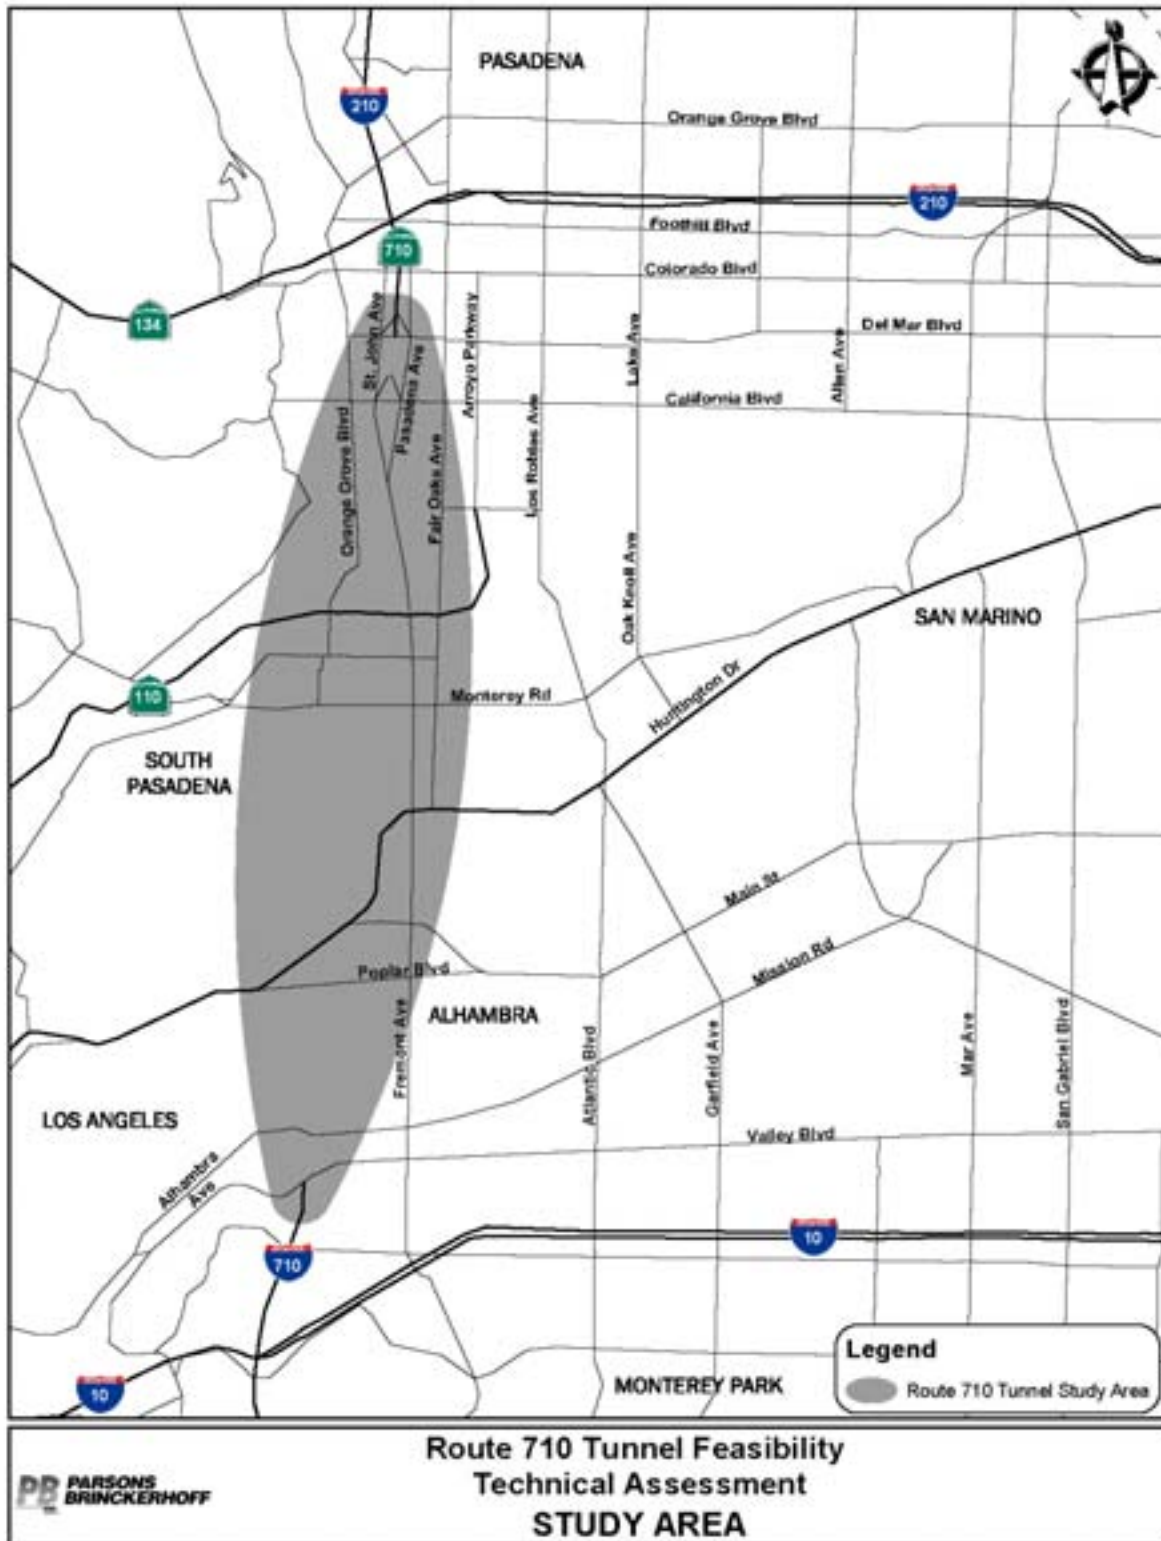 PASADENA
210
Orange Grove Blvd
210
Foothill Blvd
710
Colorado Blvd
134
St. John Ave
Pasadena Ave
Arroyo Parkway
Lake Ave
Allen Ave
Del Mar Blvd
California Blvd
Orange Grove Blvd
Fair Oaks Ave
Los Robles Ave
Oak Knoll Ave
SAN MARINO
110
Monterey Rd
Huntington Dr
SOUTH
PASADENA
Main St
Mission Rd
Poplar Blvd
ALHAMBRA
Fremont Ave
Atlantic Blvd
Garfield Ave
Mar Ave
San Gabriel Blvd
LOS ANGELES
Valley Blvd
Alhambra
Ave
10
710
10
MONTEREY PARK
Legend
Route 710 Tunnel Study Area
PB PARSONS
BRINCKERHOFF
Route 710 Tunnel Feasibility
Technical Assessment
STUDY AREA